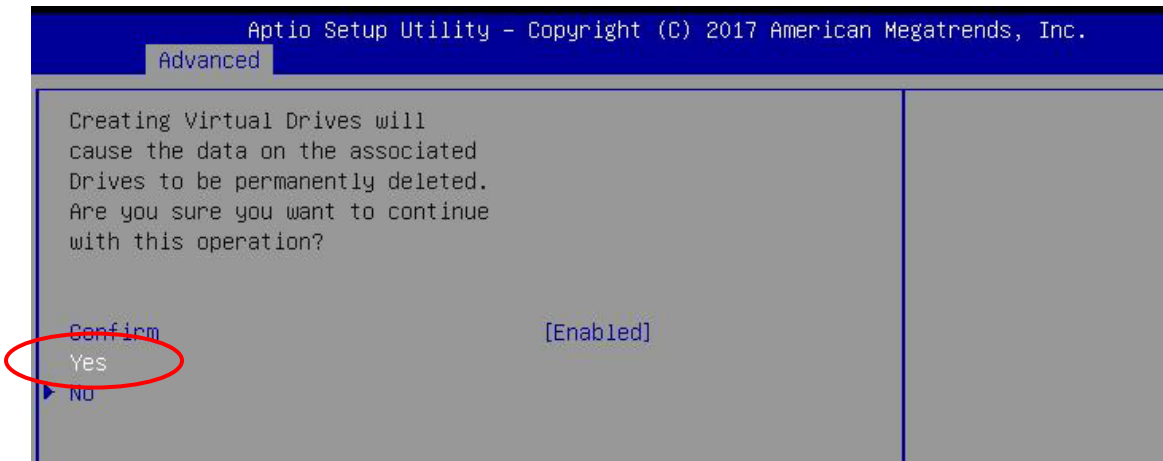 Aptio Setup Utility – Copyright (C) 2017 American Megatrends, Inc.
Advanced
Creating Virtual Drives will
cause the data on the associated
Drives to be permanently deleted.
Are you sure you want to continue
with this operation?
Confirm [Enabled]
Yes
No